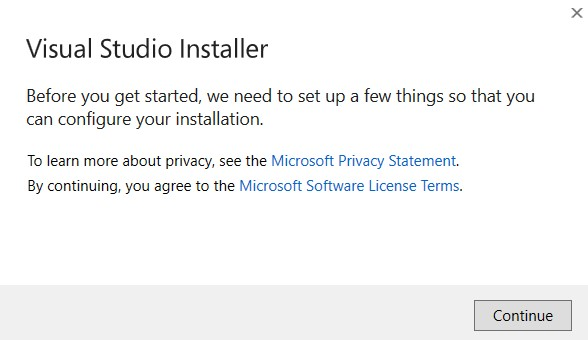 Visual Studio Installer
Before you get started, we need to set up a few things so that you
can configure your installation.
To learn more about privacy, see the Microsoft Privacy Statement.
By continuing, you agree to the Microsoft Software License Terms.
Continue